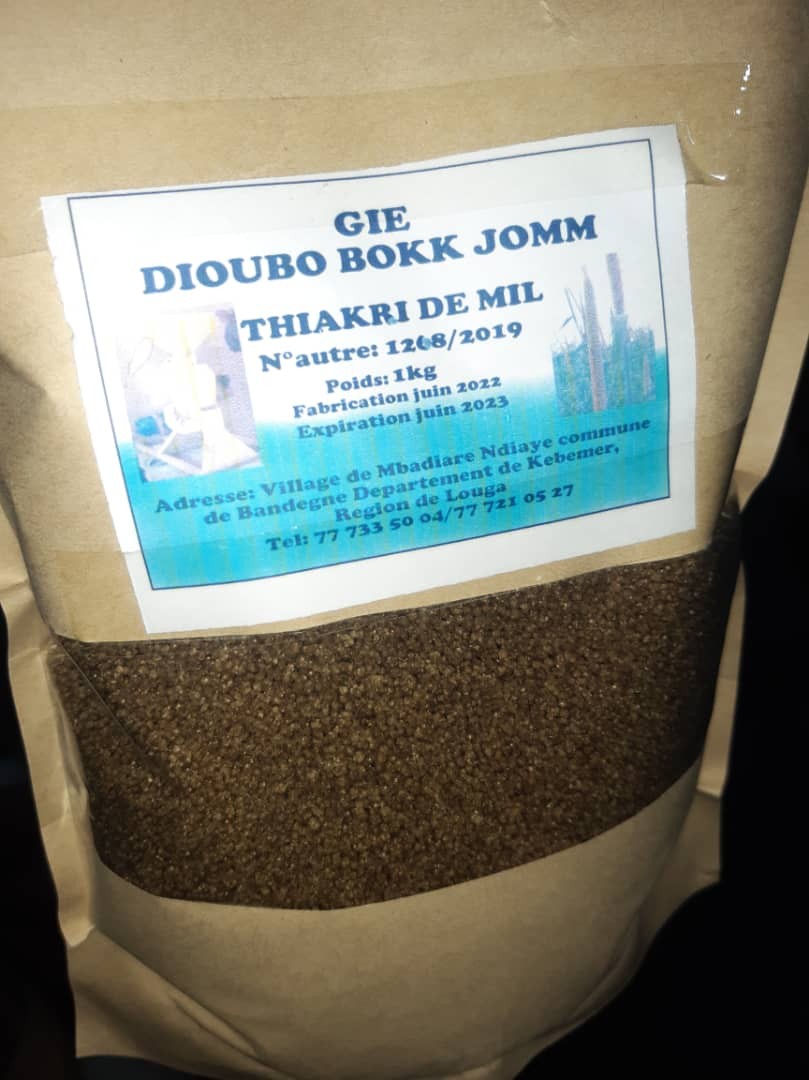 GIE
DIOUBO BOKK JOMM
THIAKRI DE MIL
N°autre: 1268/2019
Poids: 1kg
Fabrication juin 2022
Expiration juin 2023
Adresse: Village de Mbadiare Ndiaye commune
de Bandegne Departement de Kebemer,
Region de Louga
Tel: 77 733 50 04/77 721 05 27